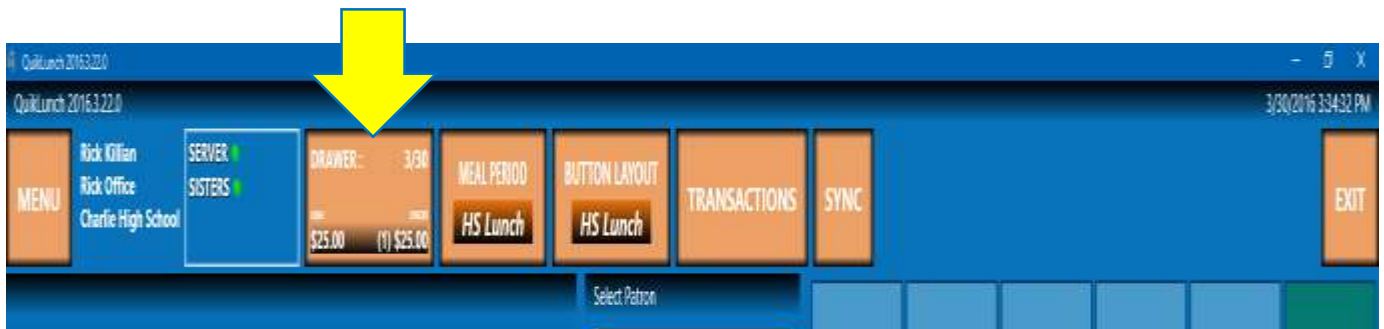 QuikLunch 2016.3.22.0
QuikLunch 2016.3.22.0
3/30/2016 3:34:32 PM
MENU
Rick Killian
Rick Office
Charlie High School
SERVER
SISTERS
DRAWER:: 3/30
$25.00 (1) $25.00
MEAL PERIOD
HS Lunch
BUTTON LAYOUT
HS Lunch
TRANSACTIONS
SYNC
EXIT
Select Patron